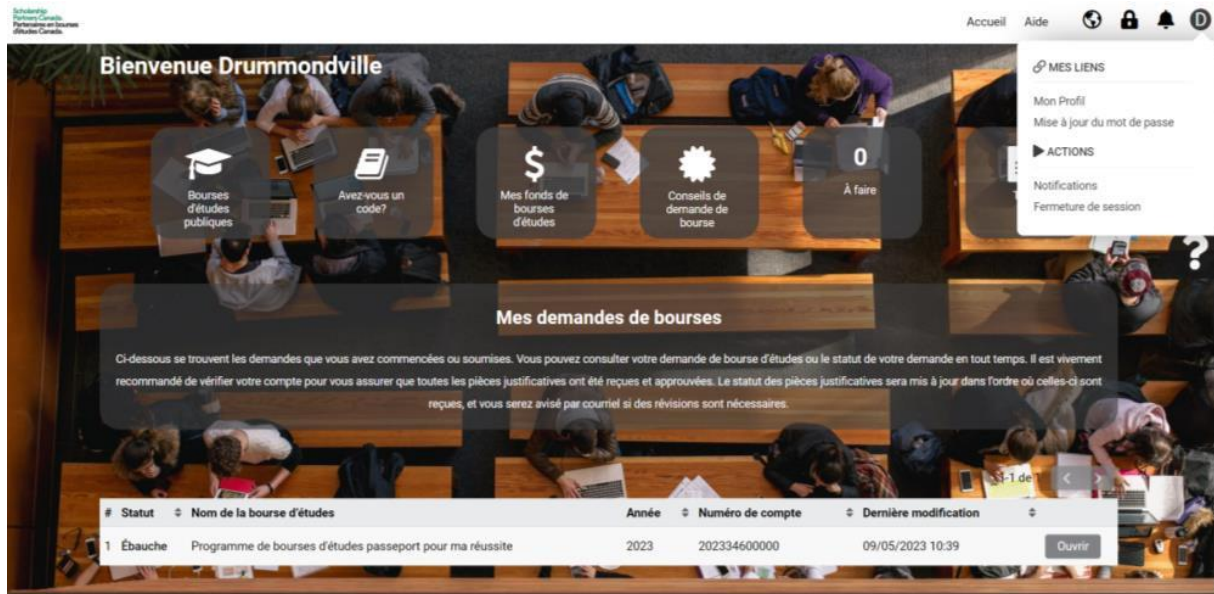 Scholarship
Partners Canada.
Partenaires en bourses
d'études Canada.
Accueil
Aide
D
Bienvenue Drummondville
MES LIENS
Mon Profil
Mise à jour du mot de passe
ACTIONS
Notifications
Fermeture de session
Bourses
d'études
publiques
Avez-vous un
code?
$
Mes fonds de
bourses
d'études
Conseils de
demande de
bourse
0
À faire
?
Mes demandes de bourses
Ci-dessous se trouvent les demandes que vous avez commencées ou soumises. Vous pouvez consulter votre demande de bourse d'études ou le statut de votre demande en tout temps. Il est vivement
recommandé de vérifier votre compte pour vous assurer que toutes les pièces justificatives ont été reçues et approuvées. Le statut des pièces justificatives sera mis à jour dans l'ordre où celles-ci sont
reçues, et vous serez avisé par courriel si des révisions sont nécessaires.
# Statut Nom de la bourse d'études Année Numéro de compte Dernière modification
1 Ébauche Programme de bourses d'études passeport pour ma réussite 2023 202334600000 09/05/2023 10:39 Ouvrir